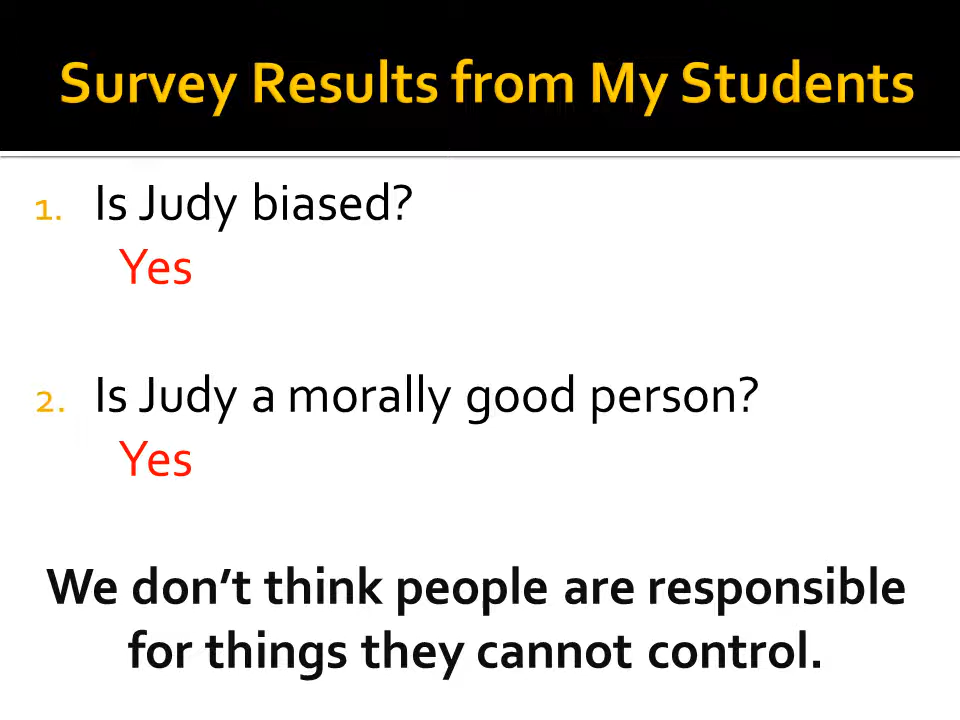 Survey Results from My Students
1. Is Judy biased?
Yes
2. Is Judy a morally good person?
Yes
We don’t think people are responsible
for things they cannot control.